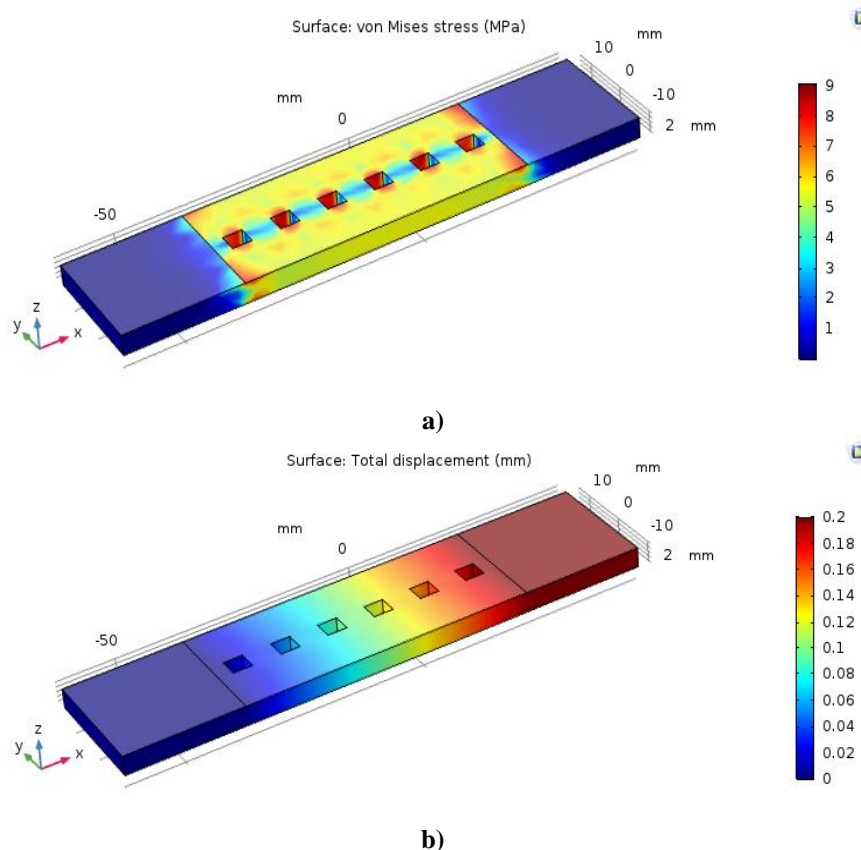 Surface: von Mises stress (MPa)
mm
10
0
-10
2
mm
mm
0
-50
z
y
x
9
8
7
6
5
4
3
2
1
a)
Surface: Total displacement (mm)
mm
10
0
-10
2
mm
mm
0
-50
z
y
x
0.2
0.18
0.16
0.14
0.12
0.1
0.08
0.06
0.04
0.02
0
b)